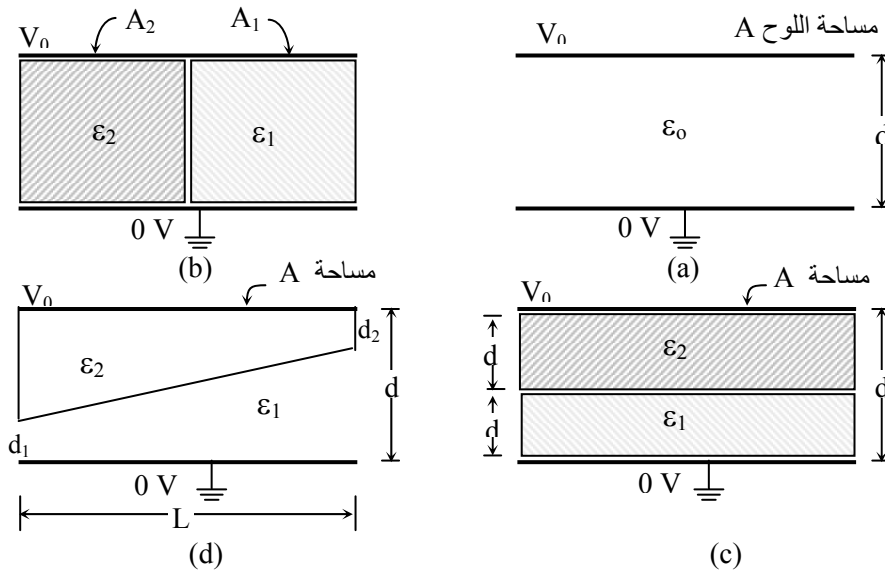 A₂ A₁
V₀
ε₂ ε₁
0 V
(b)
V₀ مساحة اللوح A
εₒ
d
0 V
(a)
V₀ مساحة A
d₂
ε₂
d
ε₁
d₁
0 V
L
(d)
V₀ مساحة A
d ε₂
d
d ε₁
0 V
(c)